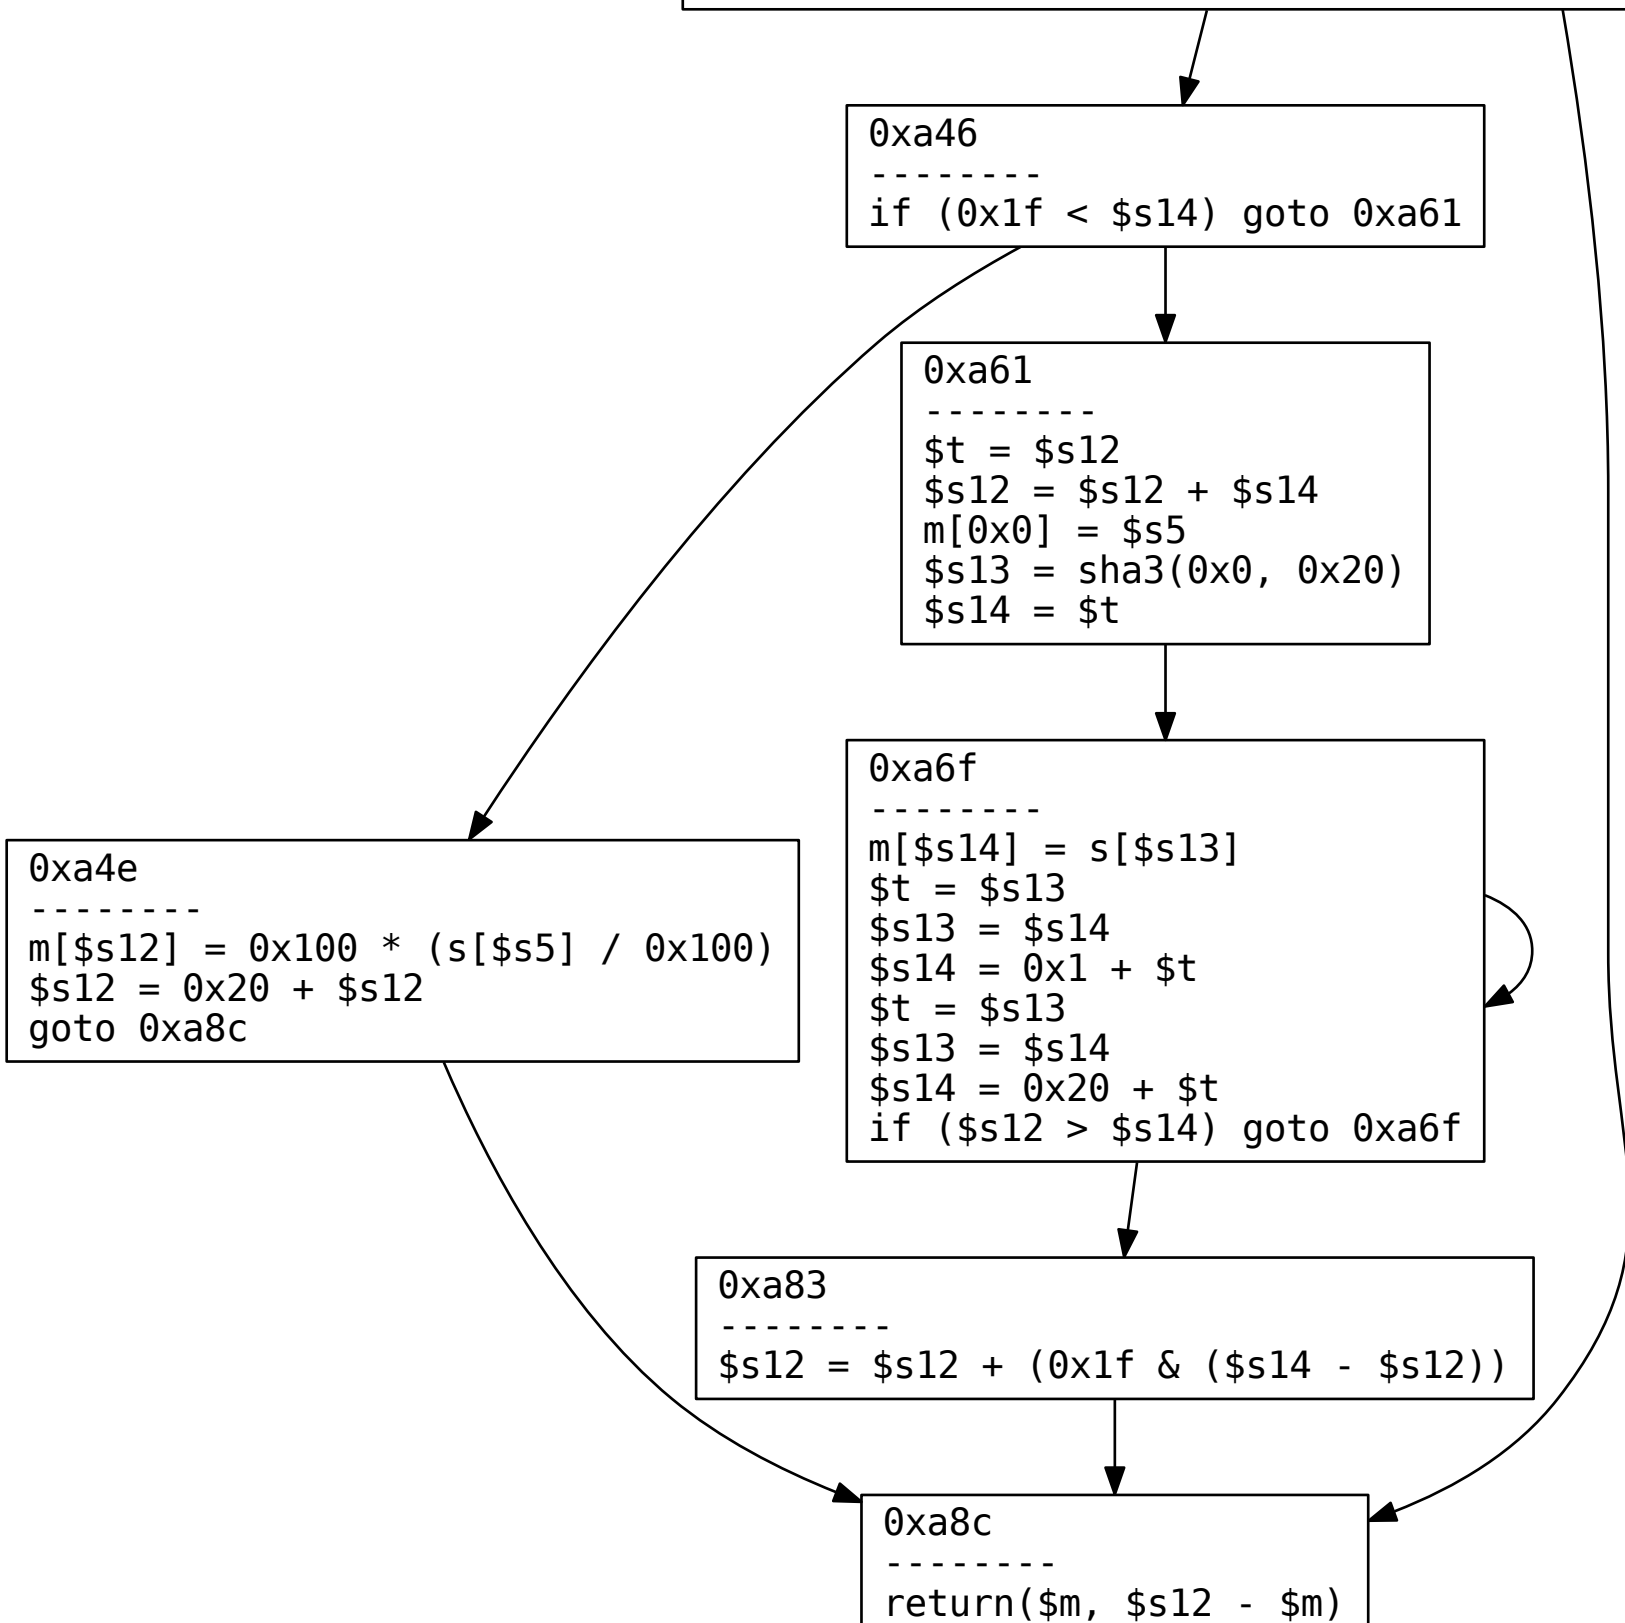 0xa46
--------
if (0x1f < $s14) goto 0xa61
0xa61
--------
$t = $s12
$s12 = $s12 + $s14
m[0x0] = $s5
$s13 = sha3(0x0, 0x20)
$s14 = $t
0xa6f
--------
m[$s14] = s[$s13]
$t = $s13
$s13 = $s14
$s14 = 0x1 + $t
$t = $s13
$s13 = $s14
$s14 = 0x20 + $t
if ($s12 > $s14) goto 0xa6f
0xa4e
--------
m[$s12] = 0x100 * (s[$s5] / 0x100)
$s12 = 0x20 + $s12
goto 0xa8c
0xa83
--------
$s12 = $s12 + (0x1f & ($s14 - $s12))
0xa8c
--------
return($m, $s12 - $m)